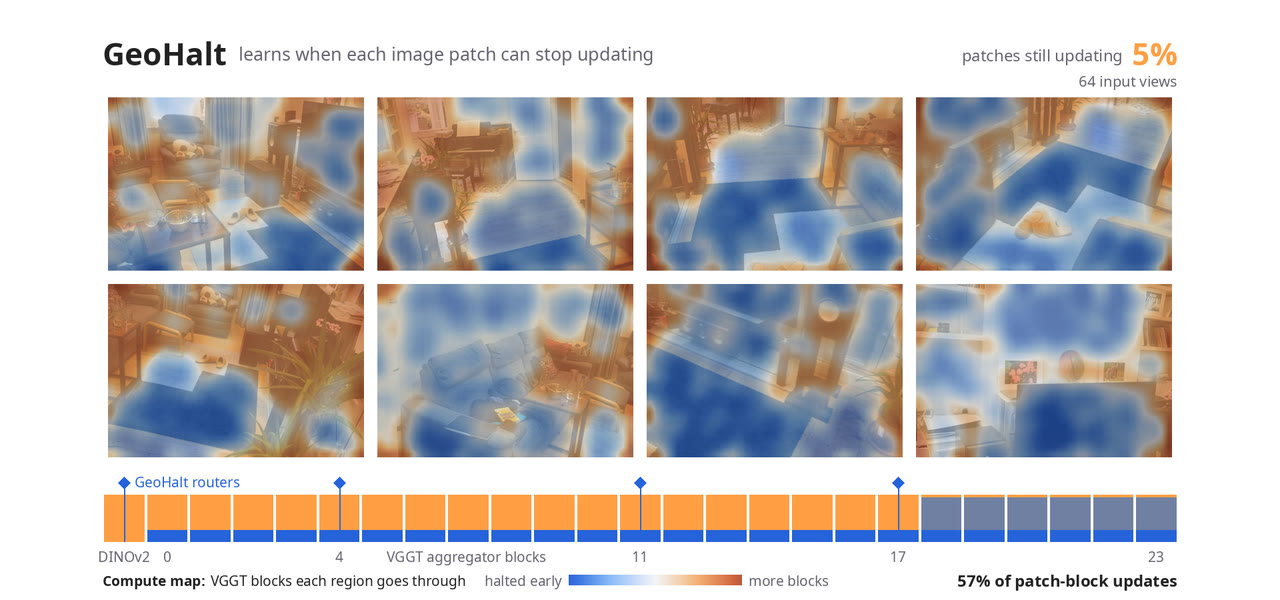 GeoHalt learns when each image patch can stop updating
patches still updating 5%
64 input views
GeoHalt routers
DINOv2 0 4 VGGT aggregator blocks 11 17 23
Compute map: VGGT blocks each region goes through halted early more blocks 57% of patch-block updates